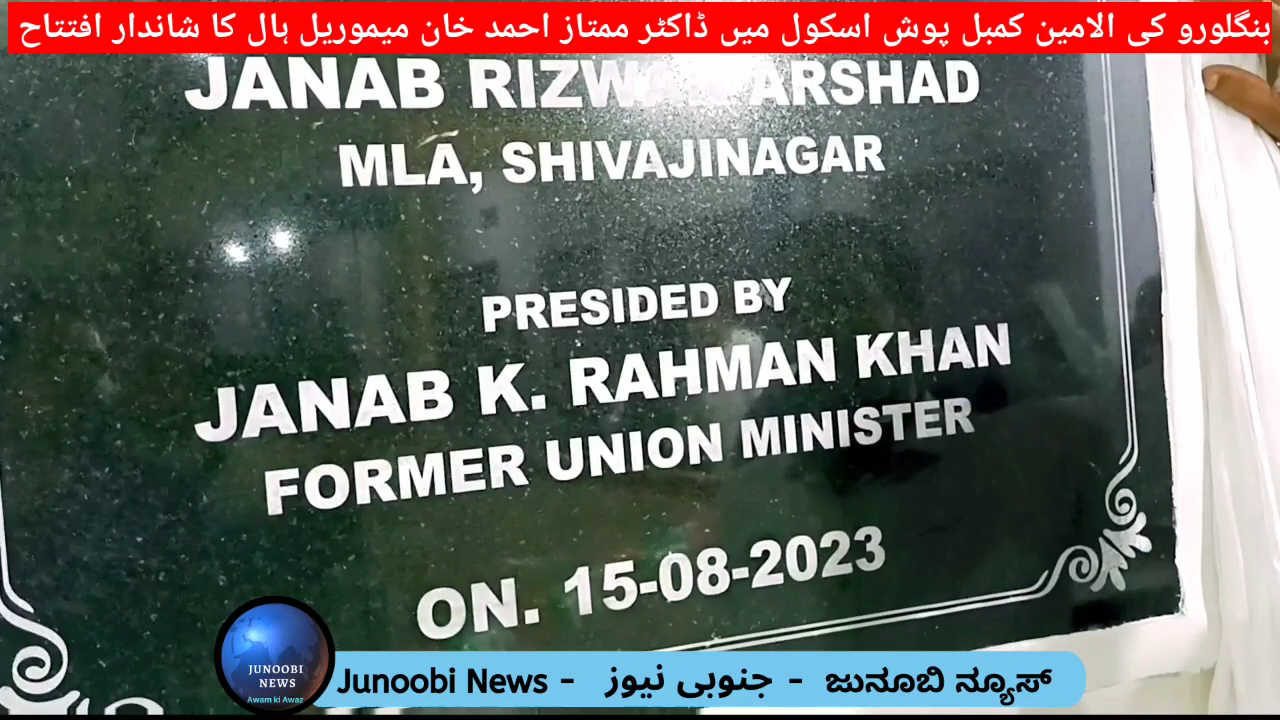 بنگلورو کی الامین کمبل پوش اسکول میں ڈاکٹر ممتاز احمد خان میموریل ہال کا شاندار افتتاح
JANAB RIZWAN ARSHAD
MLA, SHIVAJINAGAR
PRESIDED BY
JANAB K. RAHMAN KHAN
FORMER UNION MINISTER
ON. 15-08-2023
JUNOOBI
NEWS
Awam ki Awaz
Junoobi News - جنوبی نیوز - ಜುನೂಬಿ ನ್ಯೂಸ್